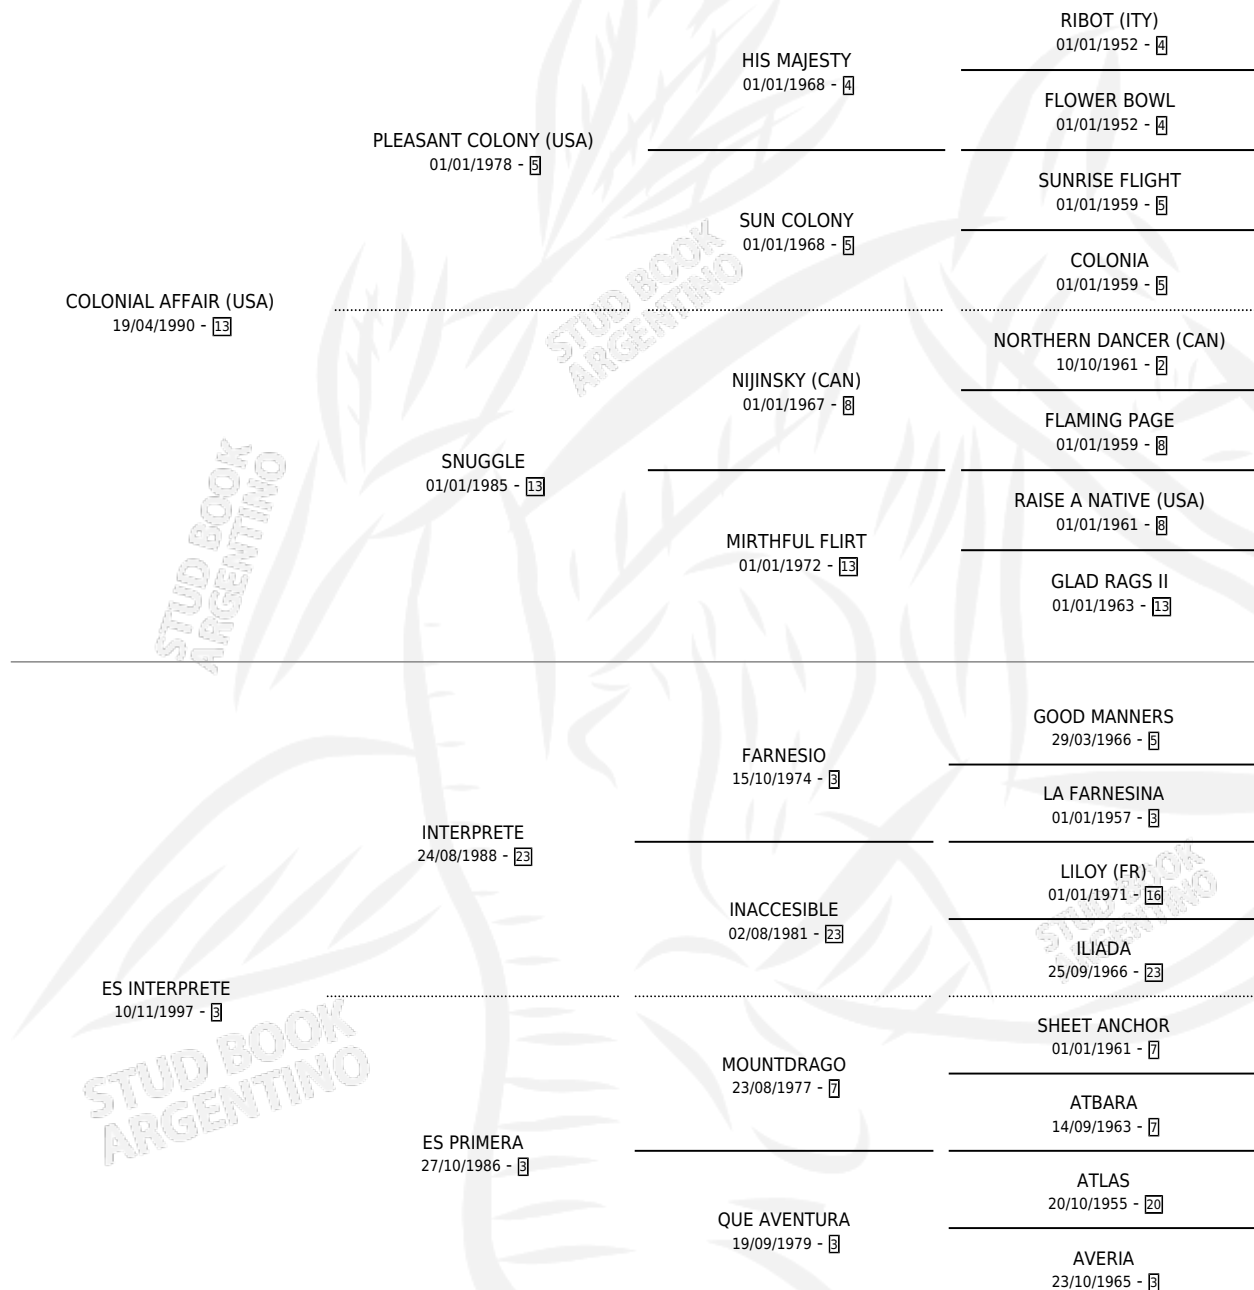 RIBOT (ITY)
01/01/1952 - 4
HIS MAJESTY
01/01/1968 - 4
FLOWER BOWL
01/01/1952 - 4
PLEASANT COLONY (USA)
01/01/1978 - 5
SUNRISE FLIGHT
01/01/1959 - 5
SUN COLONY
01/01/1968 - 5
COLONIA
01/01/1959 - 5
COLONIAL AFFAIR (USA)
19/04/1990 - 13
NORTHERN DANCER (CAN)
10/10/1961 - 2
NIJINSKY (CAN)
01/01/1967 - 8
FLAMING PAGE
01/01/1959 - 8
SNUGGLE
01/01/1985 - 13
RAISE A NATIVE (USA)
01/01/1961 - 8
MIRTHFUL FLIRT
01/01/1972 - 13
GLAD RAGS II
01/01/1963 - 13
GOOD MANNERS
29/03/1966 - 5
FARNESIO
15/10/1974 - 3
LA FARNESINA
01/01/1957 - 3
INTERPRETE
24/08/1988 - 23
LILOY (FR)
01/01/1971 - 16
INACCESIBLE
02/08/1981 - 23
ILIADA
25/09/1966 - 23
ES INTERPRETE
10/11/1997 - 3
SHEET ANCHOR
01/01/1961 - 7
MOUNTDRAGO
23/08/1977 - 7
ATBARA
14/09/1963 - 7
ES PRIMERA
27/10/1986 - 3
ATLAS
20/10/1955 - 20
QUE AVENTURA
19/09/1979 - 3
AVERIA
23/10/1965 - 3
STUD BOOK
ARGENTINO
STUD BOOK
ARGENTINO
STUD BOOK
ARGENTINO
STUD BOOK
ARGENTINO